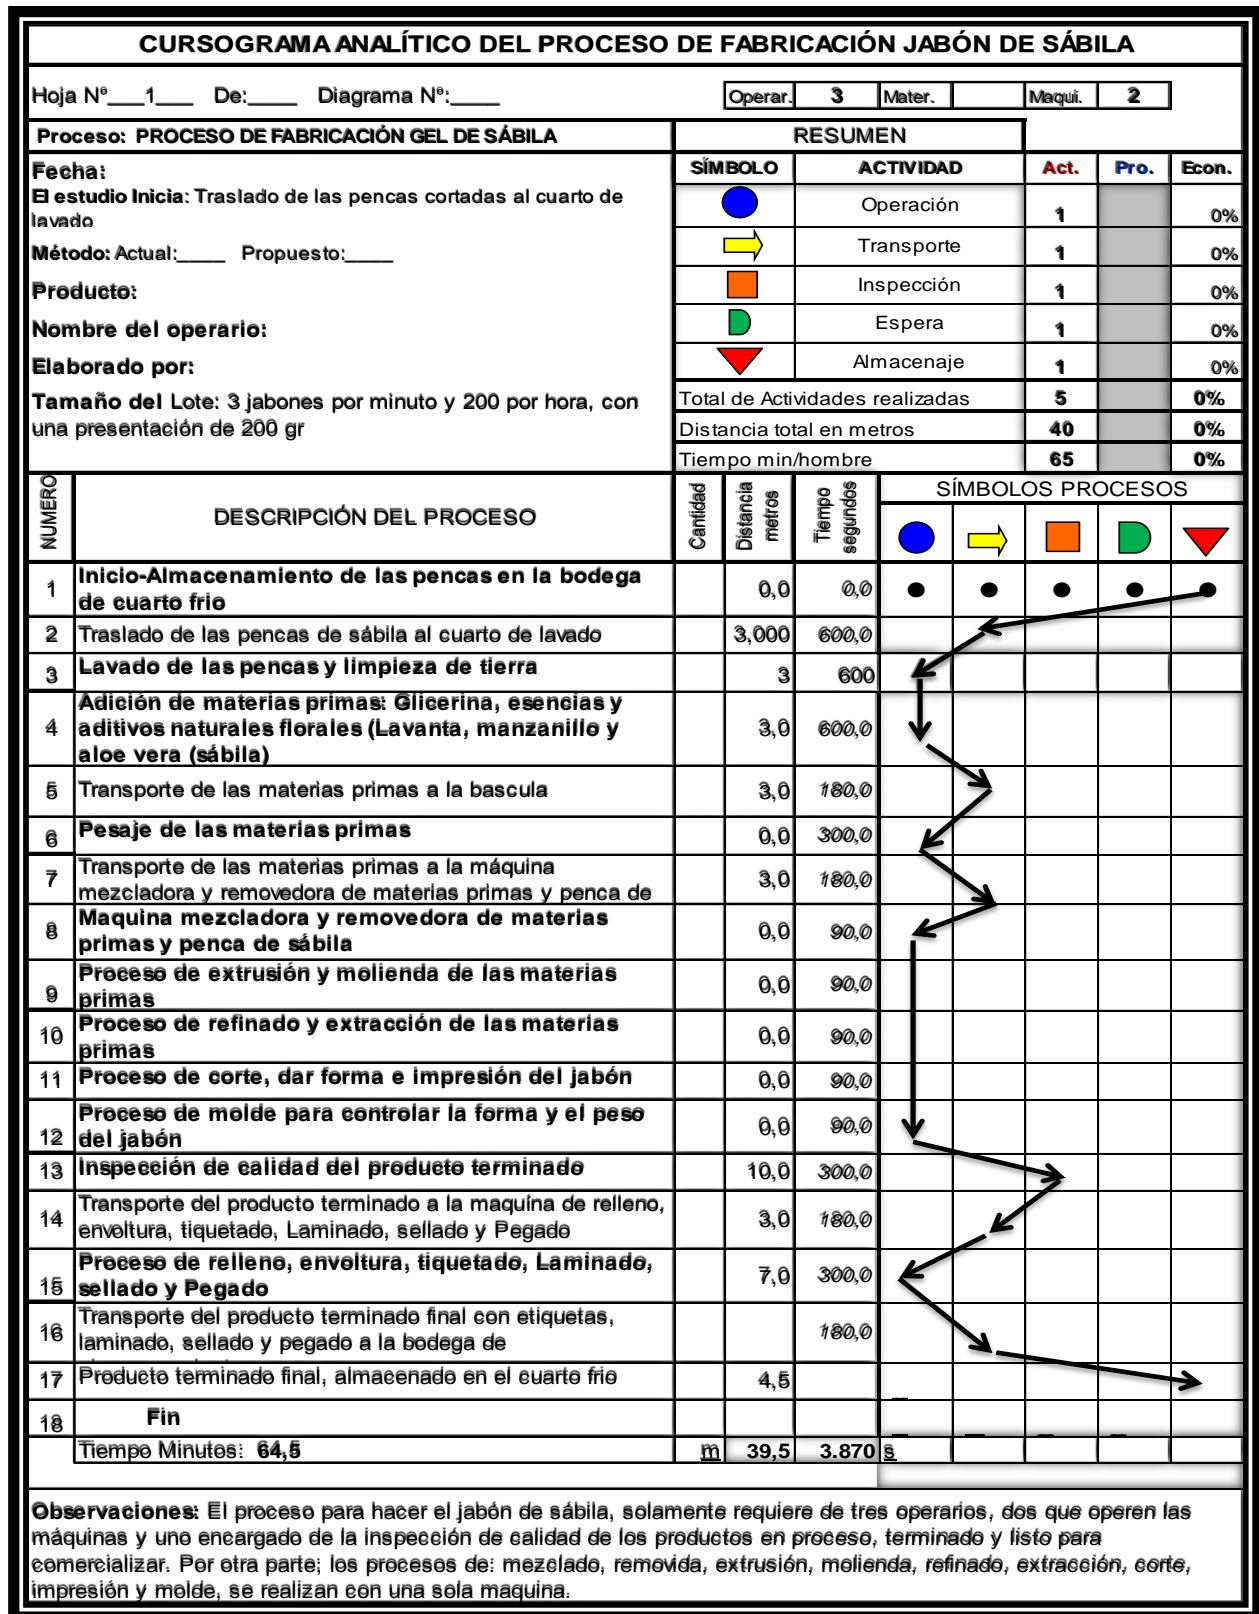 CURSOGRAMA ANALÍTICO DEL PROCESO DE FABRICACIÓN JABÓN DE SÁBILA
Hoja N°___1___ De:____ Diagrama N°:____ Operar. 3 Mater. Maqui. 2
Proceso: PROCESO DE FABRICACIÓN GEL DE SÁBILA RESUMEN
Fecha:
El estudio Inicia: Traslado de las pencas cortadas al cuarto de
lavado
Método: Actual:____ Propuesto:____
Producto:
Nombre del operario:
Elaborado por:
Tamaño del Lote: 3 jabones por minuto y 200 por hora, con
una presentación de 200 gr
SÍMBOLO ACTIVIDAD Act. Pro. Econ.
Operación 1 0%
Transporte 1 0%
Inspección 1 0%
Espera 1 0%
Almacenaje 1 0%
Total de Actividades realizadas 5 0%
Distancia total en metros 40 0%
Tiempo min/hombre 65 0%
NÚMERO DESCRIPCIÓN DEL PROCESO Cantidad Distancia metros Tiempo segundos SÍMBOLOS PROCESOS
1 Inicio-Almacenamiento de las pencas en la bodega
de cuarto frio 0,0 0,0
2 Traslado de las pencas de sábila al cuarto de lavado 3,000 600,0
3 Lavado de las pencas y limpieza de tierra 3 600
4 Adición de materias primas: Glicerina, esencias y
aditivos naturales florales (Lavanta, manzanillo y
aloe vera (sábila) 3,0 600,0
5 Transporte de las materias primas a la bascula 3,0 180,0
6 Pesaje de las materias primas 0,0 300,0
7 Transporte de las materias primas a la máquina
mezcladora y removedora de materias primas y penca de 3,0 180,0
8 Maquina mezcladora y removedora de materias
primas y penca de sábila 0,0 90,0
9 Proceso de extrusión y molienda de las materias
primas 0,0 90,0
10 Proceso de refinado y extracción de las materias
primas 0,0 90,0
11 Proceso de corte, dar forma e impresión del jabón 0,0 90,0
12 Proceso de molde para controlar la forma y el peso
del jabón 0,0 90,0
13 Inspección de calidad del producto terminado 10,0 300,0
14 Transporte del producto terminado a la maquína de relleno,
envoltura, tiquetado, Laminado, sellado y Pegado 3,0 180,0
15 Proceso de relleno, envoltura, tiquetado, Laminado,
sellado y Pegado 7,0 300,0
16 Transporte del producto terminado final con etiquetas,
laminado, sellado y pegado a la bodega de 180,0
17 Producto terminado final, almacenado en el cuarto frio 4,5
18 Fin
Tiempo Minutos: 64,5 m 39,5 3.870 s
Observaciones: El proceso para hacer el jabón de sábila, solamente requiere de tres operarios, dos que operen las
máquinas y uno encargado de la inspección de calidad de los productos en proceso, terminado y listo para
comercializar. Por otra parte; los procesos de: mezclado, removida, extrusión, molienda, refinado, extracción, corte,
impresión y molde, se realizan con una sola maquina.